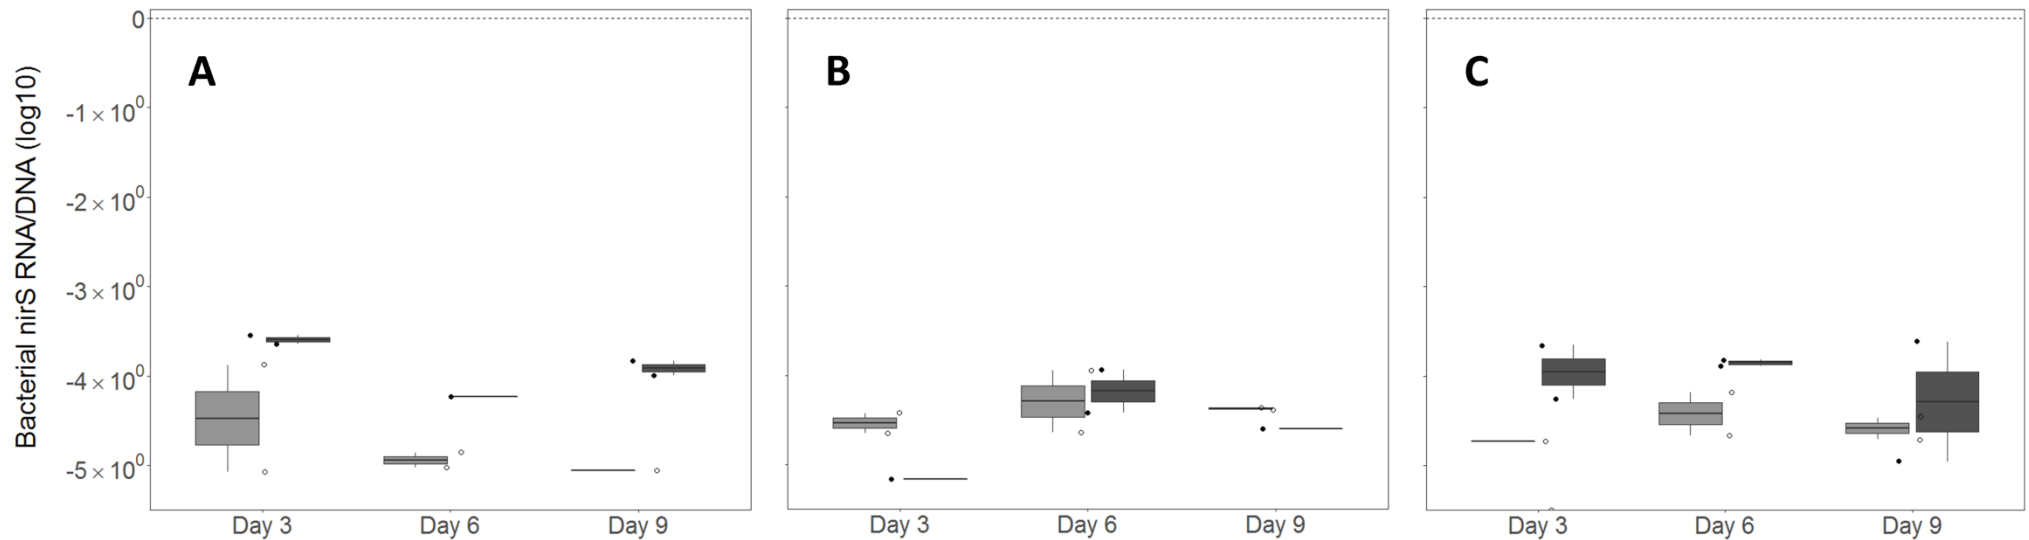 Bacterial nirS RNA/DNA (log10)
0
-1 × 10⁰
-2 × 10⁰
-3 × 10⁰
-4 × 10⁰
-5 × 10⁰
A
B
C
Day 3 Day 6 Day 9
Day 3 Day 6 Day 9
Day 3 Day 6 Day 9